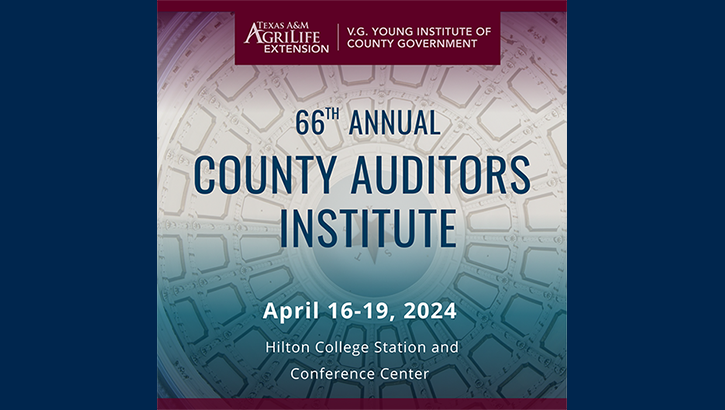 TEXAS A&M
AGRILIFE
EXTENSION
V.G. YOUNG INSTITUTE OF
COUNTY GOVERNMENT
66TH ANNUAL
COUNTY AUDITORS
INSTITUTE
April 16-19, 2024
Hilton College Station and
Conference Center